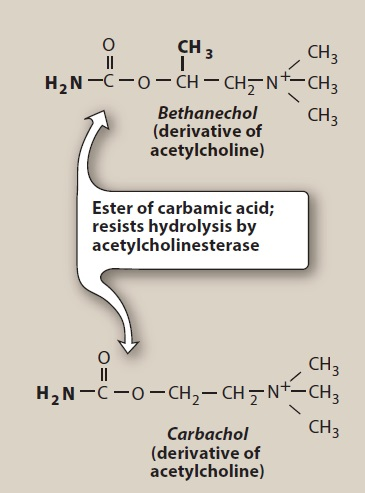 O
CH3
CH3
H2N–C–O–CH–CH2–N+–CH3
CH3
Bethanechol
(derivative of
acetylcholine)
Ester of carbamic acid;
resists hydrolysis by
acetylcholinesterase
O
CH3
H2N–C–O–CH2–CH2–N+–CH3
CH3
Carbachol
(derivative of
acetylcholine)